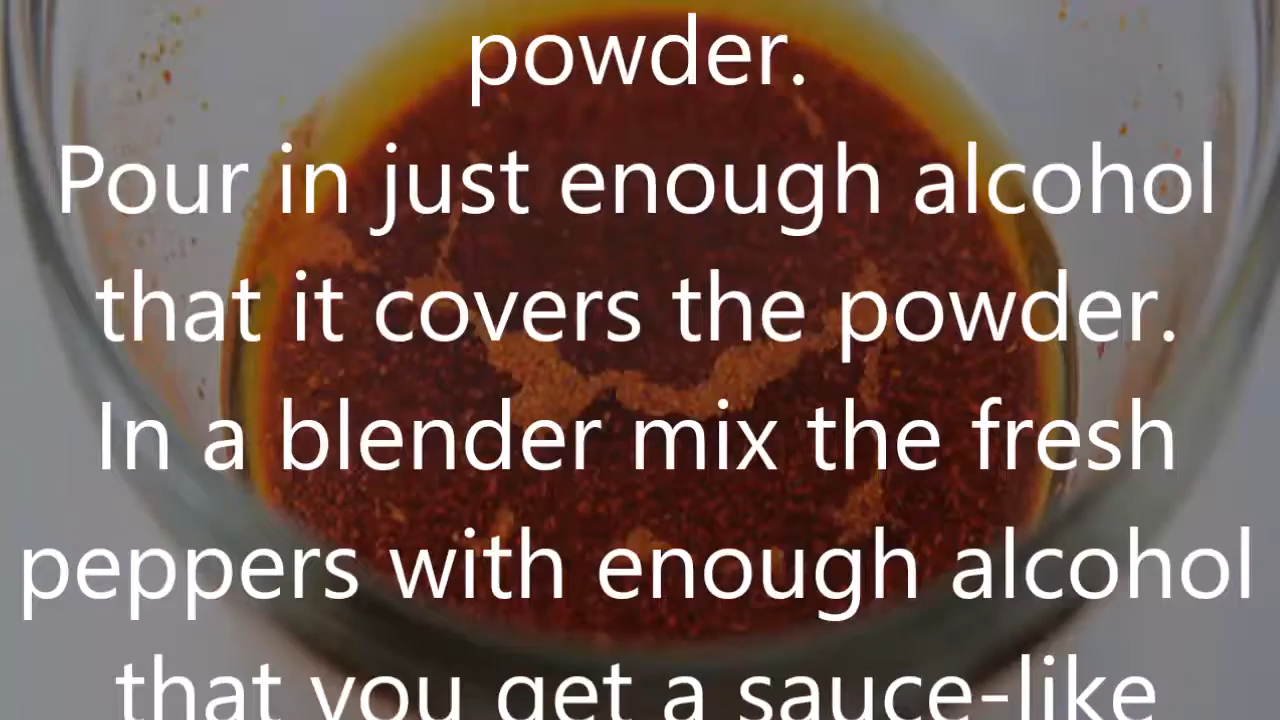 powder.
Pour in just enough alcohol
that it covers the powder.
In a blender mix the fresh
peppers with enough alcohol
that you get a sauce-like